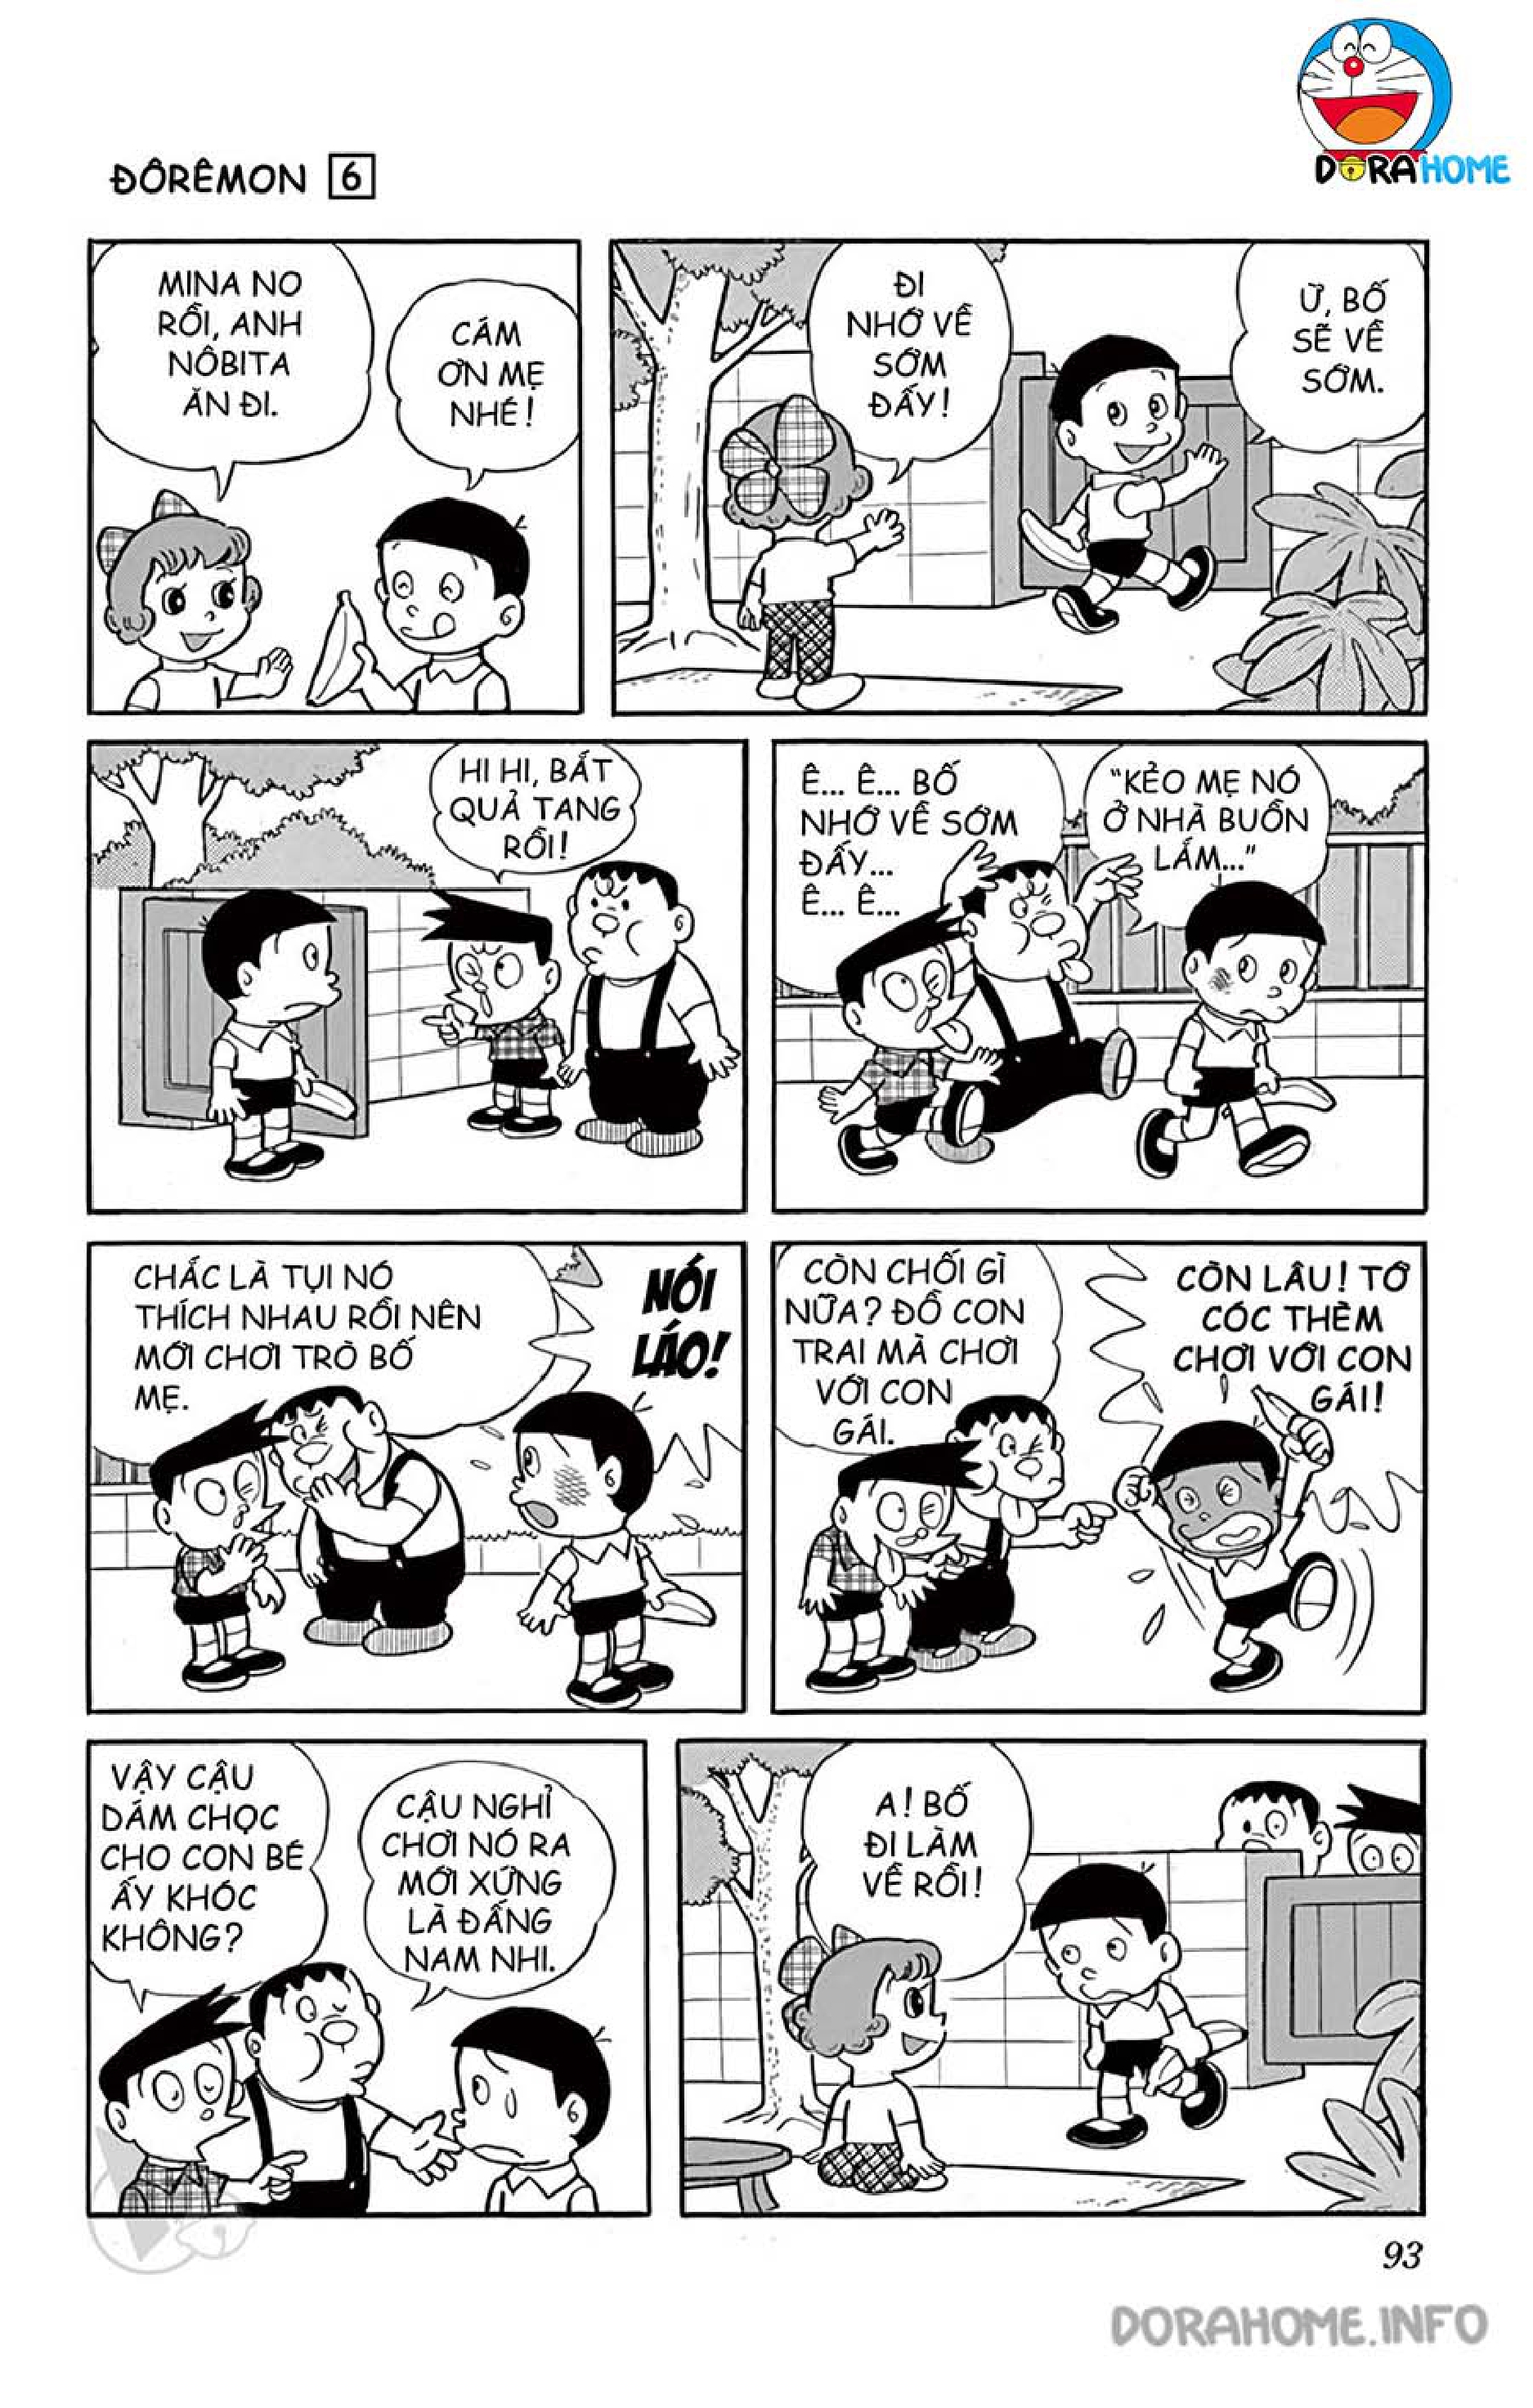 DORAHOME
ĐÔRÊMON 6
MINA NO
RỒI, ANH
NÔBITA
ĂN ĐI.
CÁM
ƠN MẸ
NHÉ!
ĐI
NHỚ VỀ
SỚM
ĐẤY!
Ừ, BỐ
SẼ VỀ
SỚM.
HI HI, BẮT
QUẢ TANG
RỒI!
Ê... Ê... BỐ
NHỚ VỀ SỚM
ĐẤY...
Ê... Ê...
"KẺO MẸ NÓ
Ở NHÀ BUỒN
LẮM..."
CHẮC LÀ TỤI NÓ
THÍCH NHAU RỒI NÊN
MỚI CHƠI TRÒ BỐ
MẸ.
NÓI
LÁO!
CÒN CHỐI GÌ
NỮA? ĐỒ CON
TRAI MÀ CHƠI
VỚI CON
GÁI.
CÒN LÂU! TỚ
CÓC THÈM
CHƠI VỚI CON
GÁI!
VẬY CẬU
DÁM CHỌC
CHO CON BÉ
ẤY KHÓC
KHÔNG?
CẬU NGHỈ
CHƠI NÓ RA
MỚI XỨNG
LÀ ĐẤNG
NAM NHI.
A! BỐ
ĐI LÀM
VỀ RỒI!
93
DORAHOME.INFO